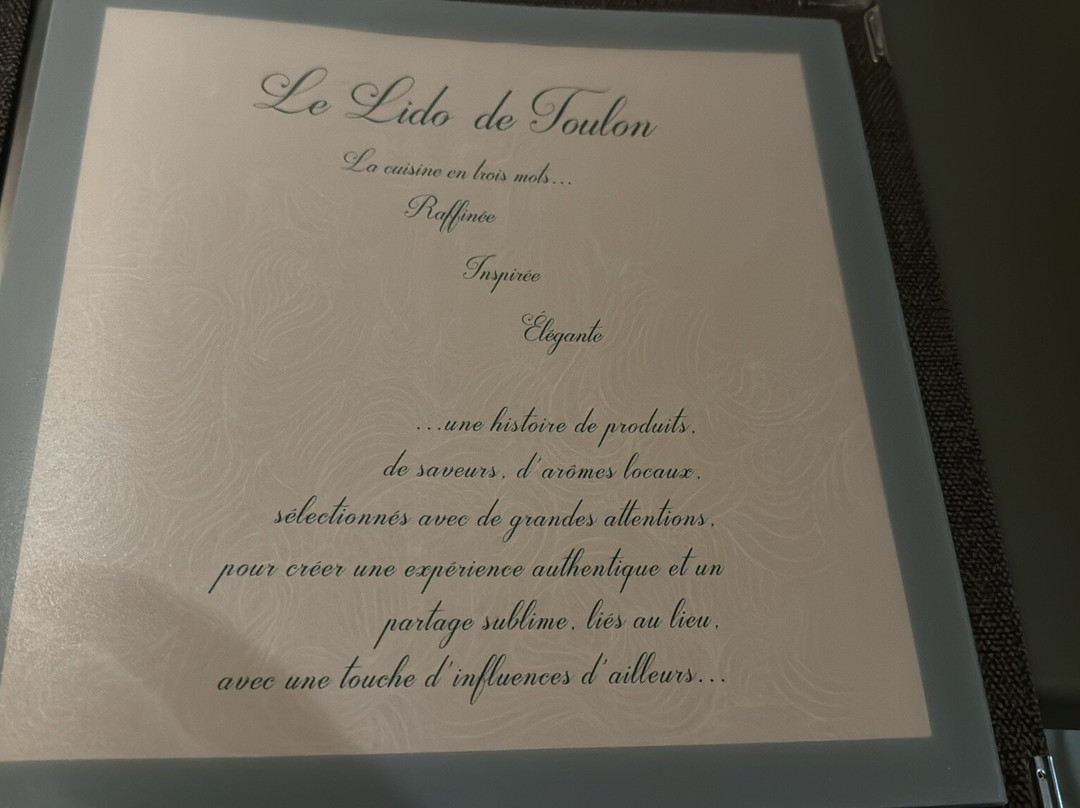 Le Lido de Toulon
La cuisine en trois mots...
Raffinée
Inspirée
Élégante
...une histoire de produits,
de saveurs, d'arômes locaux,
sélectionnés avec de grandes attentions,
pour créer une expérience authentique et un
partage sublime, liés au lieu,
avec une touche d'influences d'ailleurs...